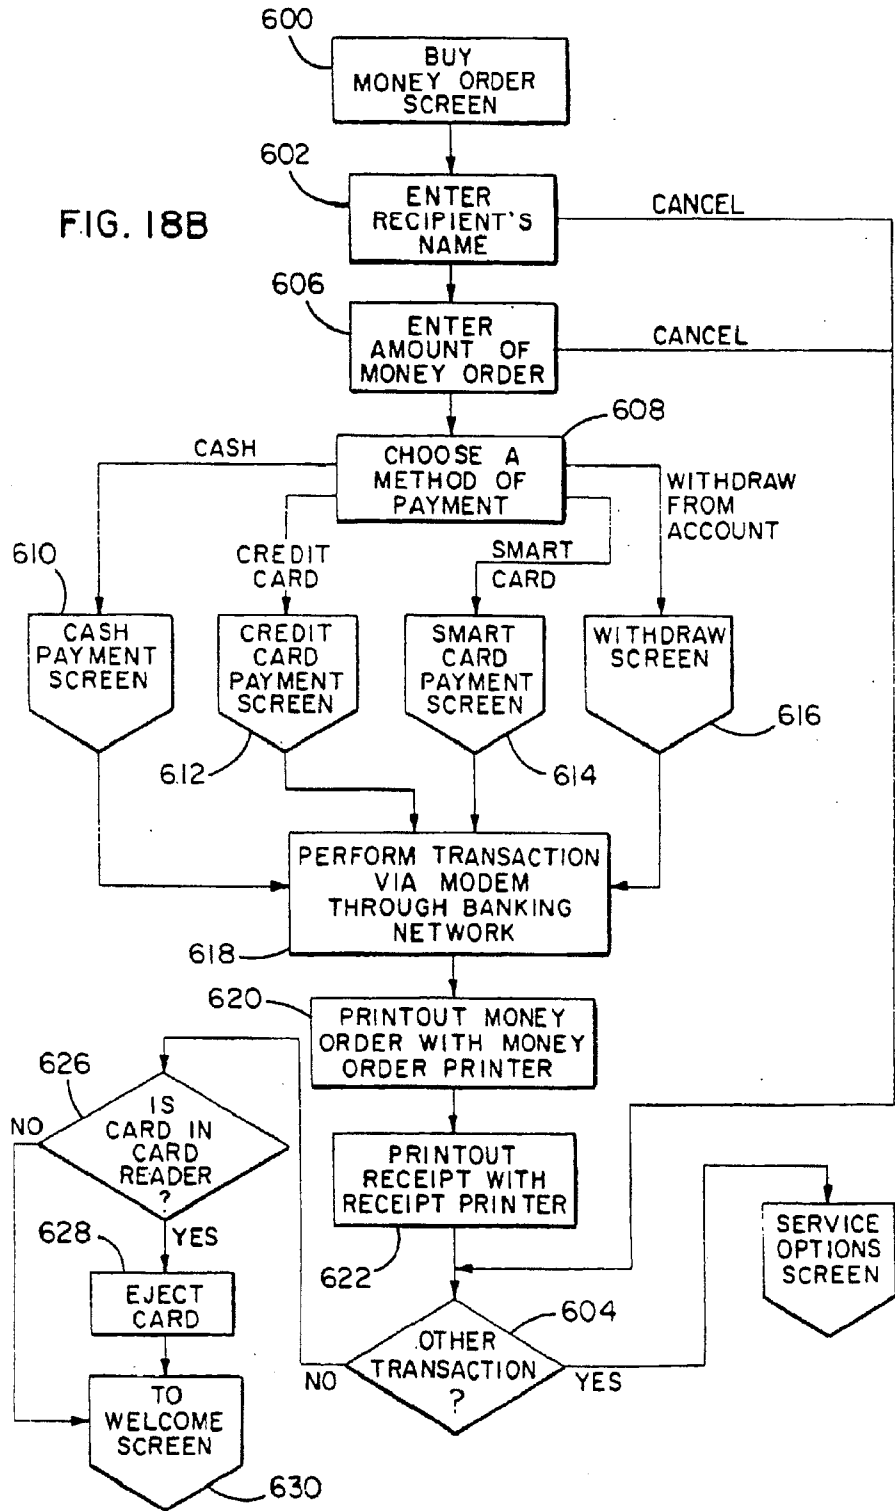 600
BUY
MONEY ORDER
SCREEN
602
FIG. 18B
ENTER
RECIPIENT'S
NAME
CANCEL
606
ENTER
AMOUNT OF
MONEY ORDER
CANCEL
608
CHOOSE A
METHOD OF
PAYMENT
CASH
WITHDRAW
FROM
ACCOUNT
CREDIT
CARD
SMART
CARD
610
CASH
PAYMENT
SCREEN
CREDIT
CARD
PAYMENT
SCREEN
SMART
CARD
PAYMENT
SCREEN
WITHDRAW
SCREEN
612
614
616
PERFORM TRANSACTION
VIA MODEM
THROUGH BANKING
NETWORK
618
620
PRINTOUT MONEY
ORDER WITH MONEY
ORDER PRINTER
626
NO
IS
CARD IN
CARD
READER
?
YES
PRINTOUT
RECEIPT WITH
RECEIPT PRINTER
622
SERVICE
OPTIONS
SCREEN
628
EJECT
CARD
604
OTHER
TRANSACTION
?
NO
YES
TO
WELCOME
SCREEN
630